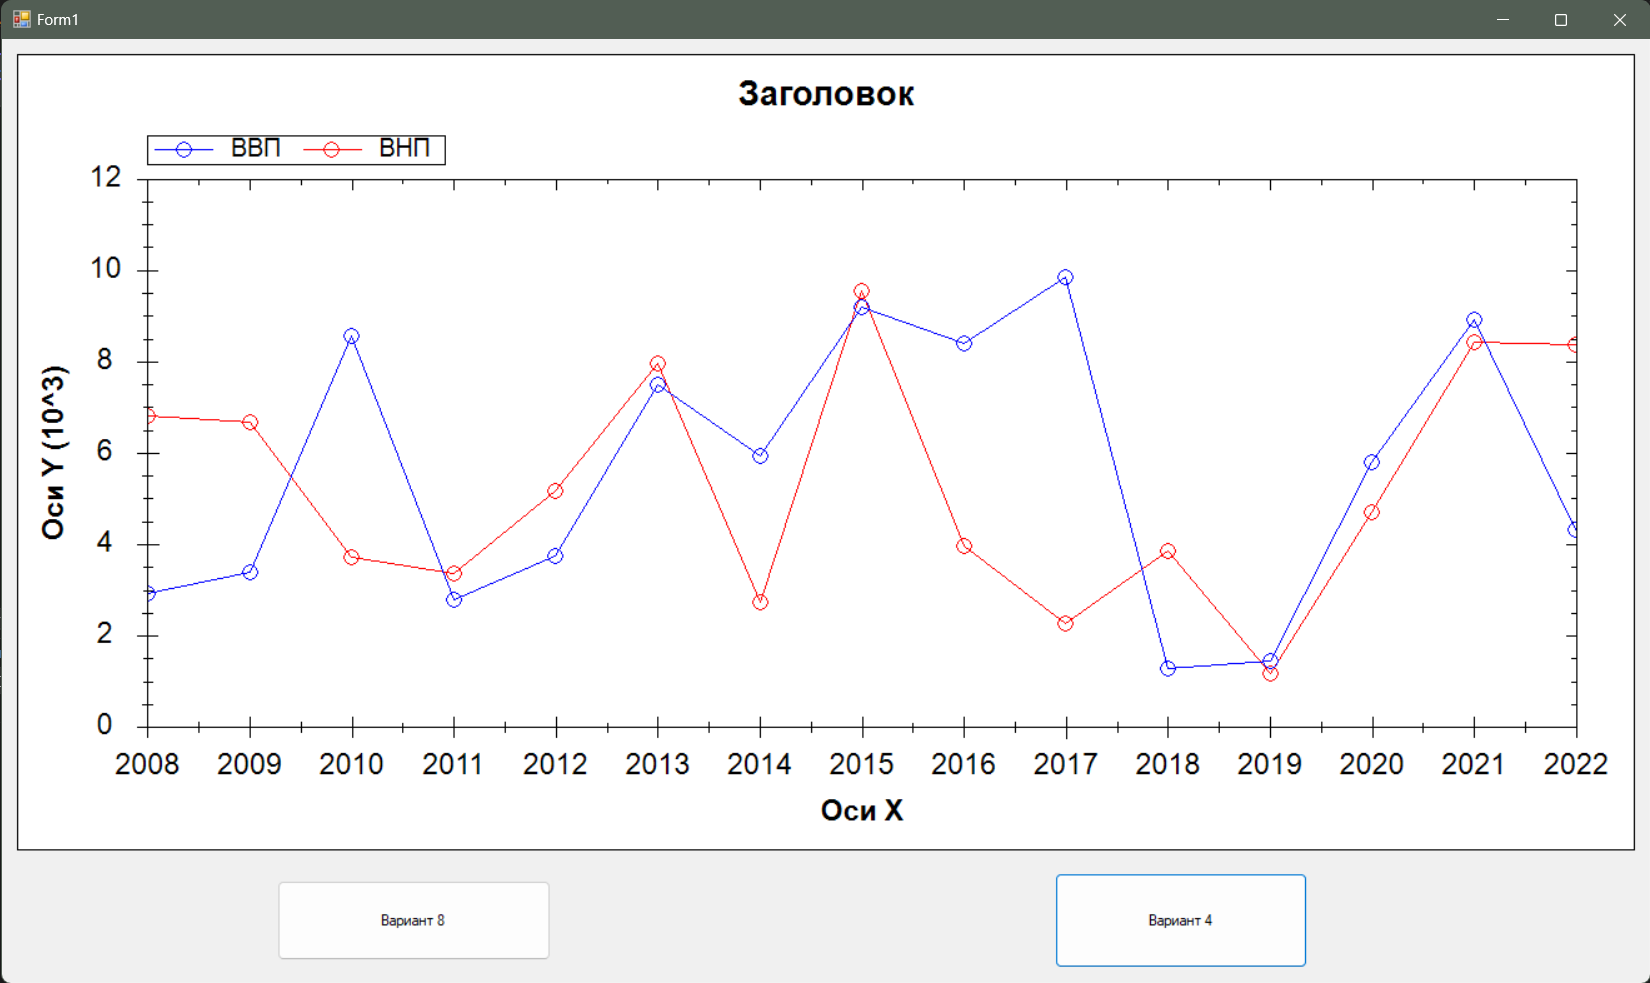 Form1
Заголовок
ВВП ВНП
12
10
8
6
4
2
0
Оси Y (10^3)
2008 2009 2010 2011 2012 2013 2014 2015 2016 2017 2018 2019 2020 2021 2022
Оси X
Вариант 8 Вариант 4